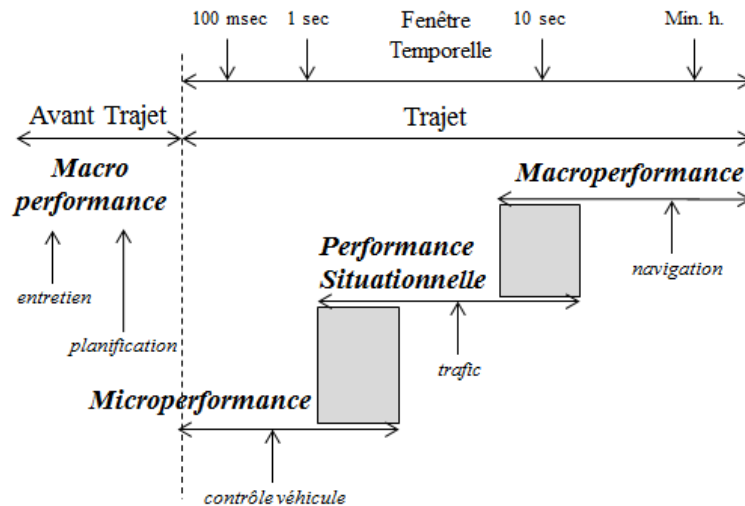 100 msec 1 sec Fenêtre 10 sec Min. h.
Temporelle
Avant Trajet Trajet
Macro
performance
Macroperformance
Performance
Situationnelle
navigation
entretien
planification
trafic
Microperformance
contrôle véhicule